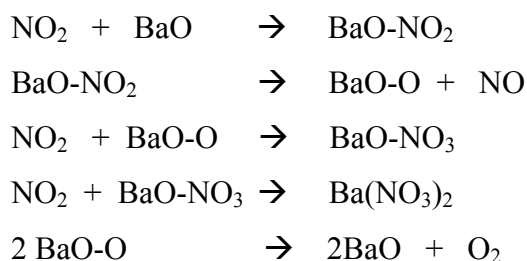 NO₂ + BaO → BaO-NO₂
BaO-NO₂ → BaO-O + NO
NO₂ + BaO-O → BaO-NO₃
NO₂ + BaO-NO₃ → Ba(NO₃)₂
2 BaO-O → 2BaO + O₂